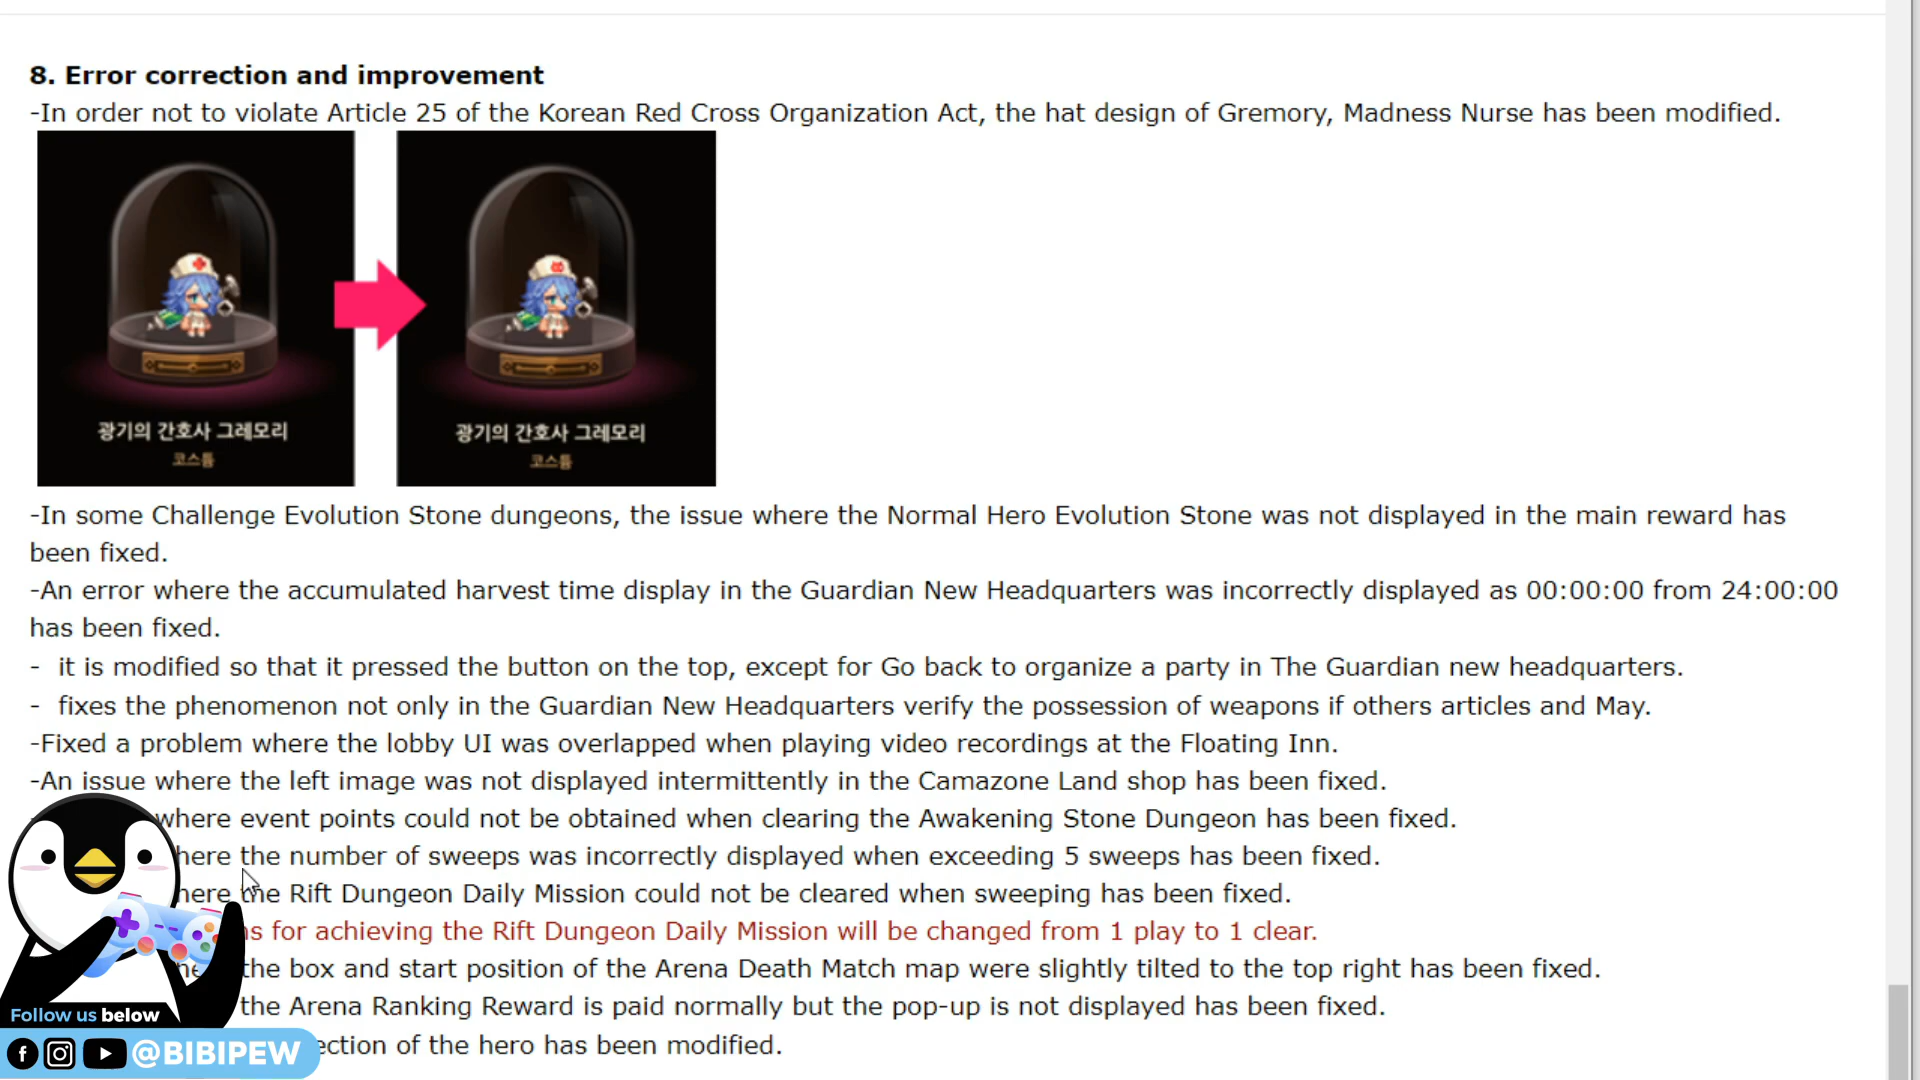 8. Error correction and improvement
-In order not to violate Article 25 of the Korean Red Cross Organization Act, the hat design of Gremory, Madness Nurse has been modified.
광기의 간호사 그레모리
코스튬
광기의 간호사 그레모리
코스튬
-In some Challenge Evolution Stone dungeons, the issue where the Normal Hero Evolution Stone was not displayed in the main reward has
been fixed.
-An error where the accumulated harvest time display in the Guardian New Headquarters was incorrectly displayed as 00:00:00 from 24:00:00
has been fixed.
- it is modified so that it pressed the button on the top, except for Go back to organize a party in The Guardian new headquarters.
- fixes the phenomenon not only in the Guardian New Headquarters verify the possession of weapons if others articles and May.
-Fixed a problem where the lobby UI was overlapped when playing video recordings at the Floating Inn.
-An issue where the left image was not displayed intermittently in the Camazone Land shop has been fixed.
where event points could not be obtained when clearing the Awakening Stone Dungeon has been fixed.
the number of sweeps was incorrectly displayed when exceeding 5 sweeps has been fixed.
the Rift Dungeon Daily Mission could not be cleared when sweeping has been fixed.
for achieving the Rift Dungeon Daily Mission will be changed from 1 play to 1 clear.
the box and start position of the Arena Death Match map were slightly tilted to the top right has been fixed.
the Arena Ranking Reward is paid normally but the pop-up is not displayed has been fixed.
of the hero has been modified.
Follow us below
@BIBIPEW